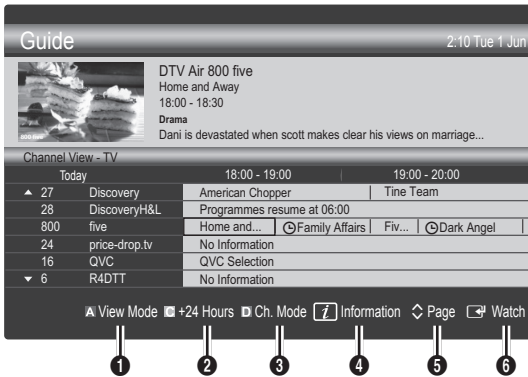 Guide
2:10 Tue 1 Jun
DTV Air 800 five
Home and Away
18:00 - 18:30
Drama
Dani is devastated when scott makes clear his views on marriage...
800 five
Channel View - TV
Today 18:00 - 19:00 19:00 - 20:00
▲ 27 Discovery American Chopper Tine Team
28 DiscoveryH&L Programmes resume at 06:00
800 five Home and... Family Affairs Fiv... Dark Angel
24 price-drop.tv No Information
16 QVC QVC Selection
▼ 6 R4DTT No Information
A View Mode C +24 Hours D Ch. Mode i Information Page Watch
1 2 3 4 5 6